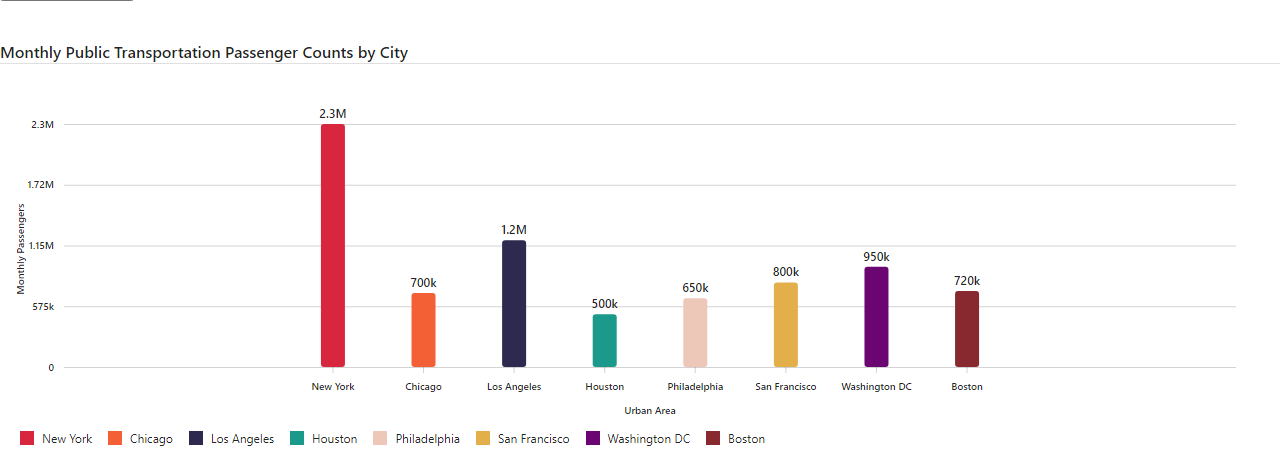 Monthly Public Transportation Passenger Counts by City
2.3M
2.3M
1.72M
1.2M
1.15M
950k
800k
720k
700k
650k
500k
575k
0
Monthly Passengers
New York Chicago Los Angeles Houston Philadelphia San Francisco Washington DC Boston
Urban Area
New York Chicago Los Angeles Houston Philadelphia San Francisco Washington DC Boston